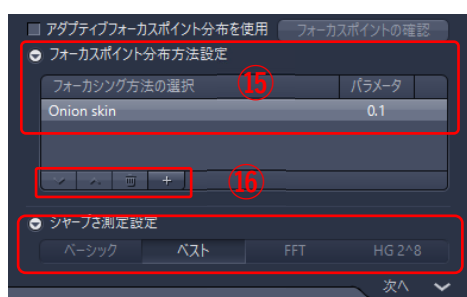 アダプティブフォーカスポイント分布を使用 フォーカスポイントの確認
フォーカスポイント分布方法設定
フォーカシング方法の選択 ⑮ パラメータ
Onion skin 0.1
+ ⑯
シャープさ測定設定
ベーシック ベスト FFT HG 2^8
次へ